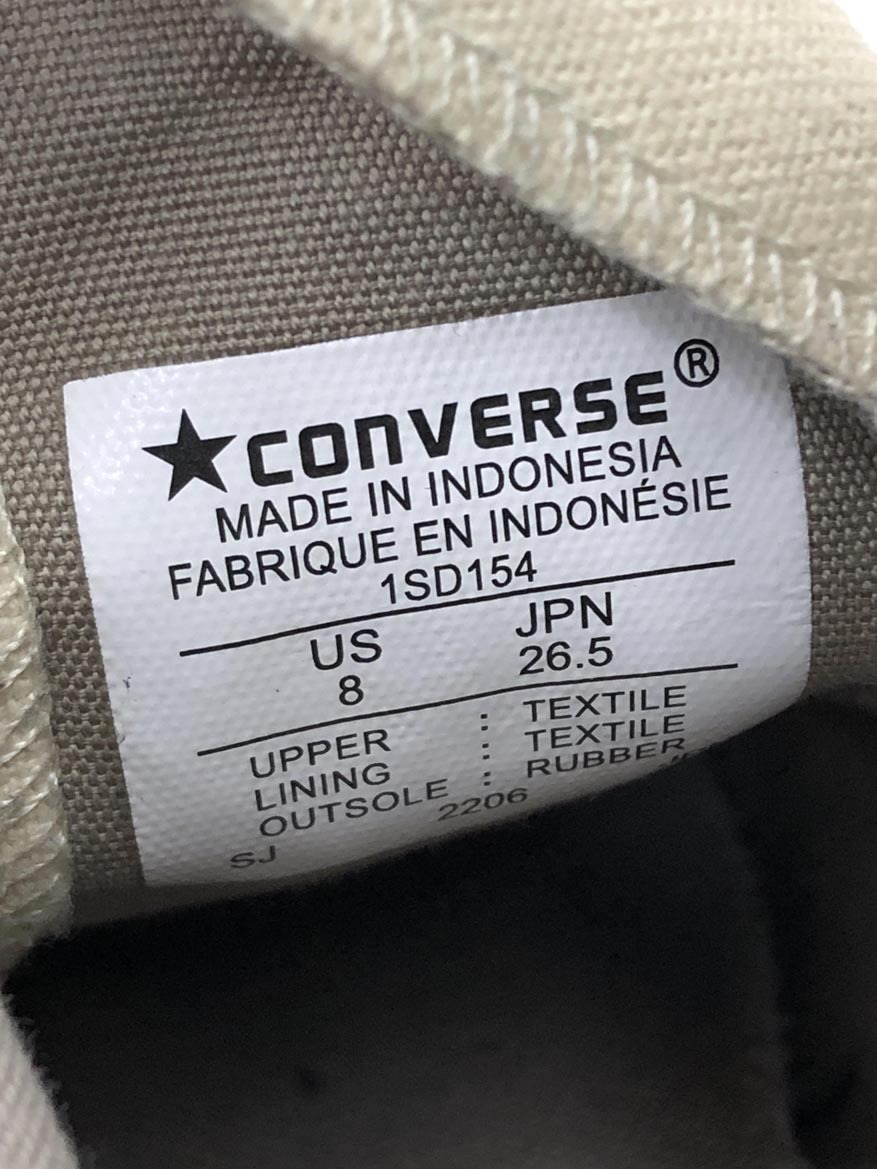 ★CONVERSE®
MADE IN INDONESIA
FABRIQUE EN INDONÉSIE
1SD154
US JPN
8 26.5
UPPER : TEXTILE
LINING : TEXTILE
OUTSOLE : RUBBER
SJ 2206